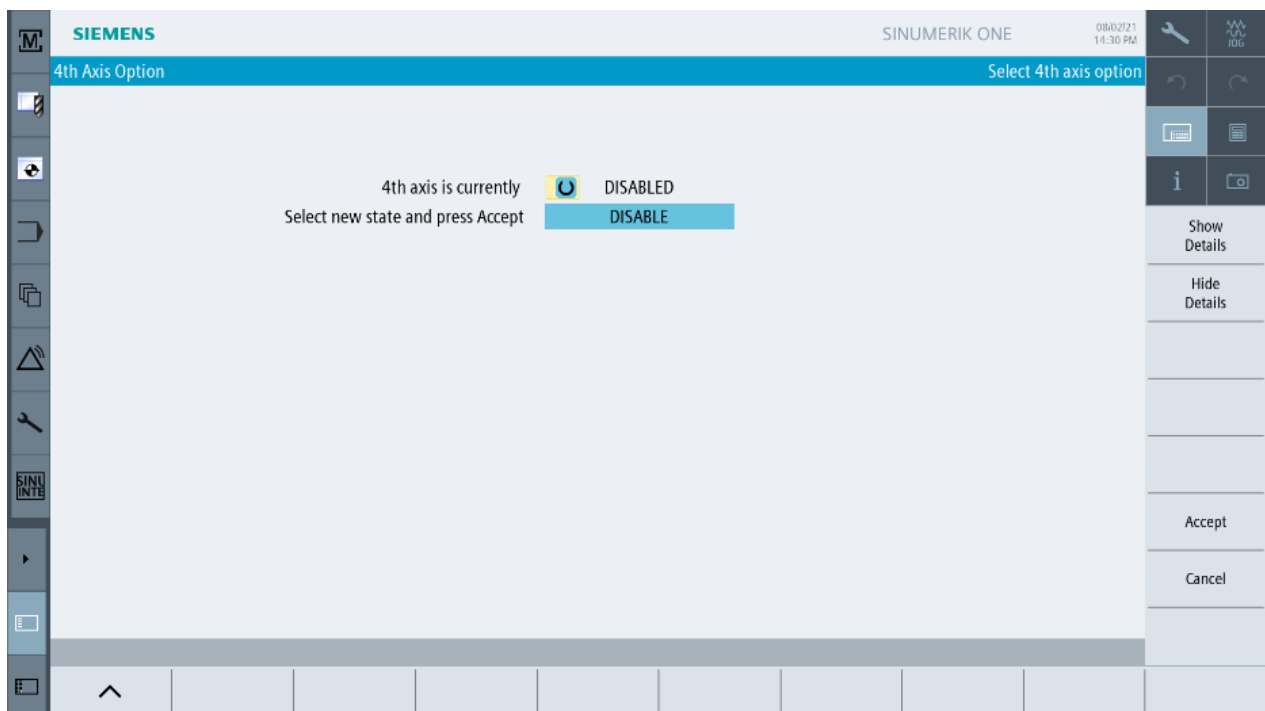 M
SIEMENS
SINUMERIK ONE
08/02/21
14:30 PM
JOG
4th Axis Option
Select 4th axis option
4th axis is currently
DISABLED
Select new state and press Accept
DISABLE
i
Show
Details
Hide
Details
SINU
INTE
Accept
Cancel